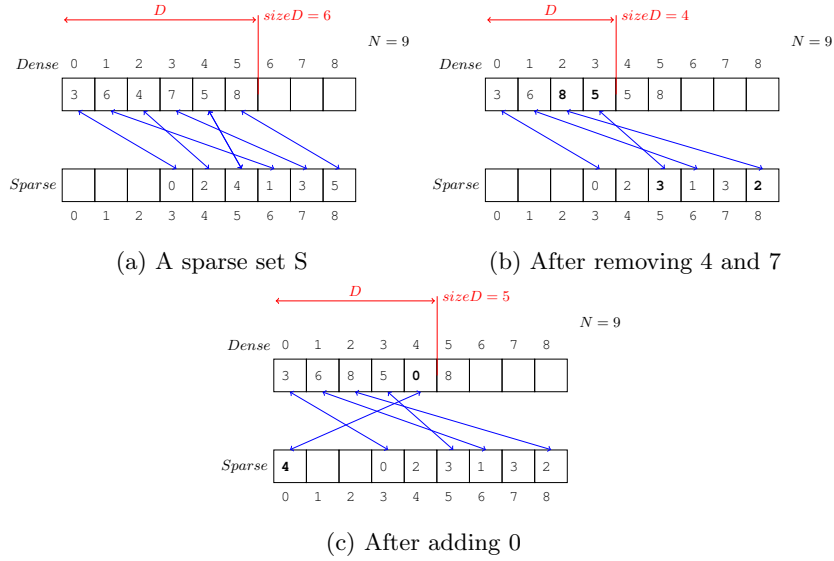 D
sizeD = 6
N = 9
Dense 0 1 2 3 4 5 6 7 8
3 6 4 7 5 8
Sparse 0 2 4 1 3 5
0 1 2 3 4 5 6 7 8
(a) A sparse set S
D
sizeD = 4
N = 9
Dense 0 1 2 3 4 5 6 7 8
3 6 8 5 5 8
Sparse 0 2 3 1 3 2
0 1 2 3 4 5 6 7 8
(b) After removing 4 and 7
D
sizeD = 5
N = 9
Dense 0 1 2 3 4 5 6 7 8
3 6 8 5 0 8
Sparse 4 0 2 3 1 3 2
0 1 2 3 4 5 6 7 8
(c) After adding 0